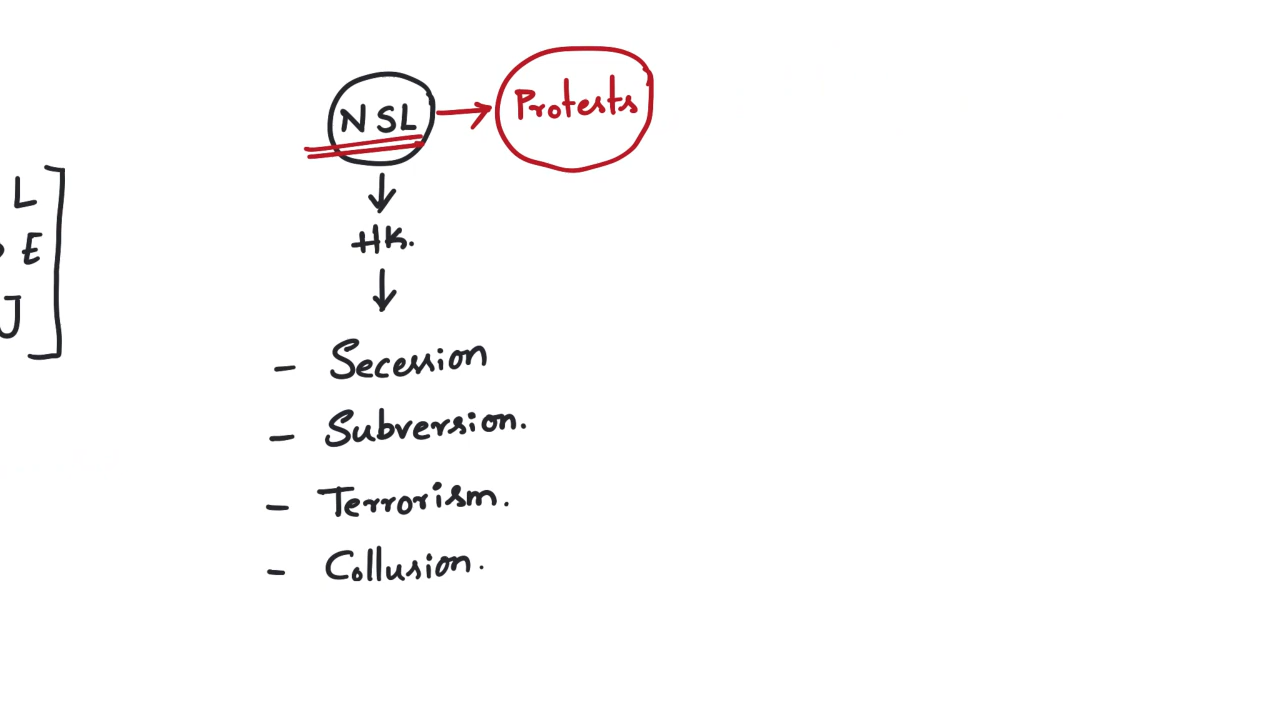 NSL → Protests
↓
HK.
↓
- Secession
- Subversion.
- Terrorism.
- Collusion.
L
E
J